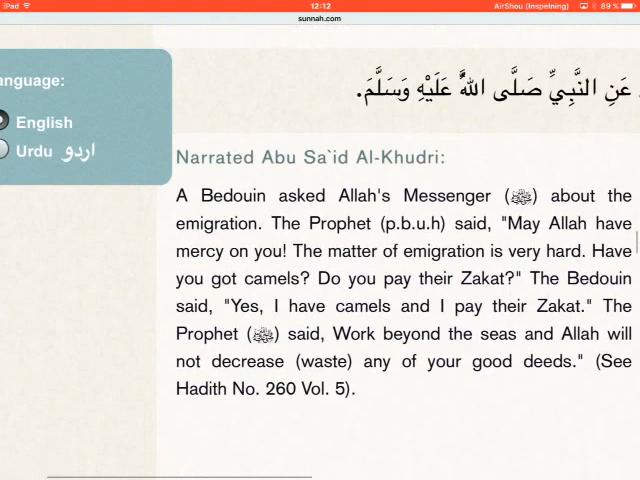 iPad 12:12 AirShou (Inspelning) 89 %
sunnah.com
anguage:
English
Urdu اردو
عَنِ النَّبِيِّ صَلَّى اللهُ عَلَيْهِ وَسَلَّمَ.
Narrated Abu Sa`id Al-Khudri:
A Bedouin asked Allah's Messenger (ﷺ) about the
emigration. The Prophet (p.b.u.h) said, "May Allah have
mercy on you! The matter of emigration is very hard. Have
you got camels? Do you pay their Zakat?" The Bedouin
said, "Yes, I have camels and I pay their Zakat." The
Prophet (ﷺ) said, Work beyond the seas and Allah will
not decrease (waste) any of your good deeds." (See
Hadith No. 260 Vol. 5).